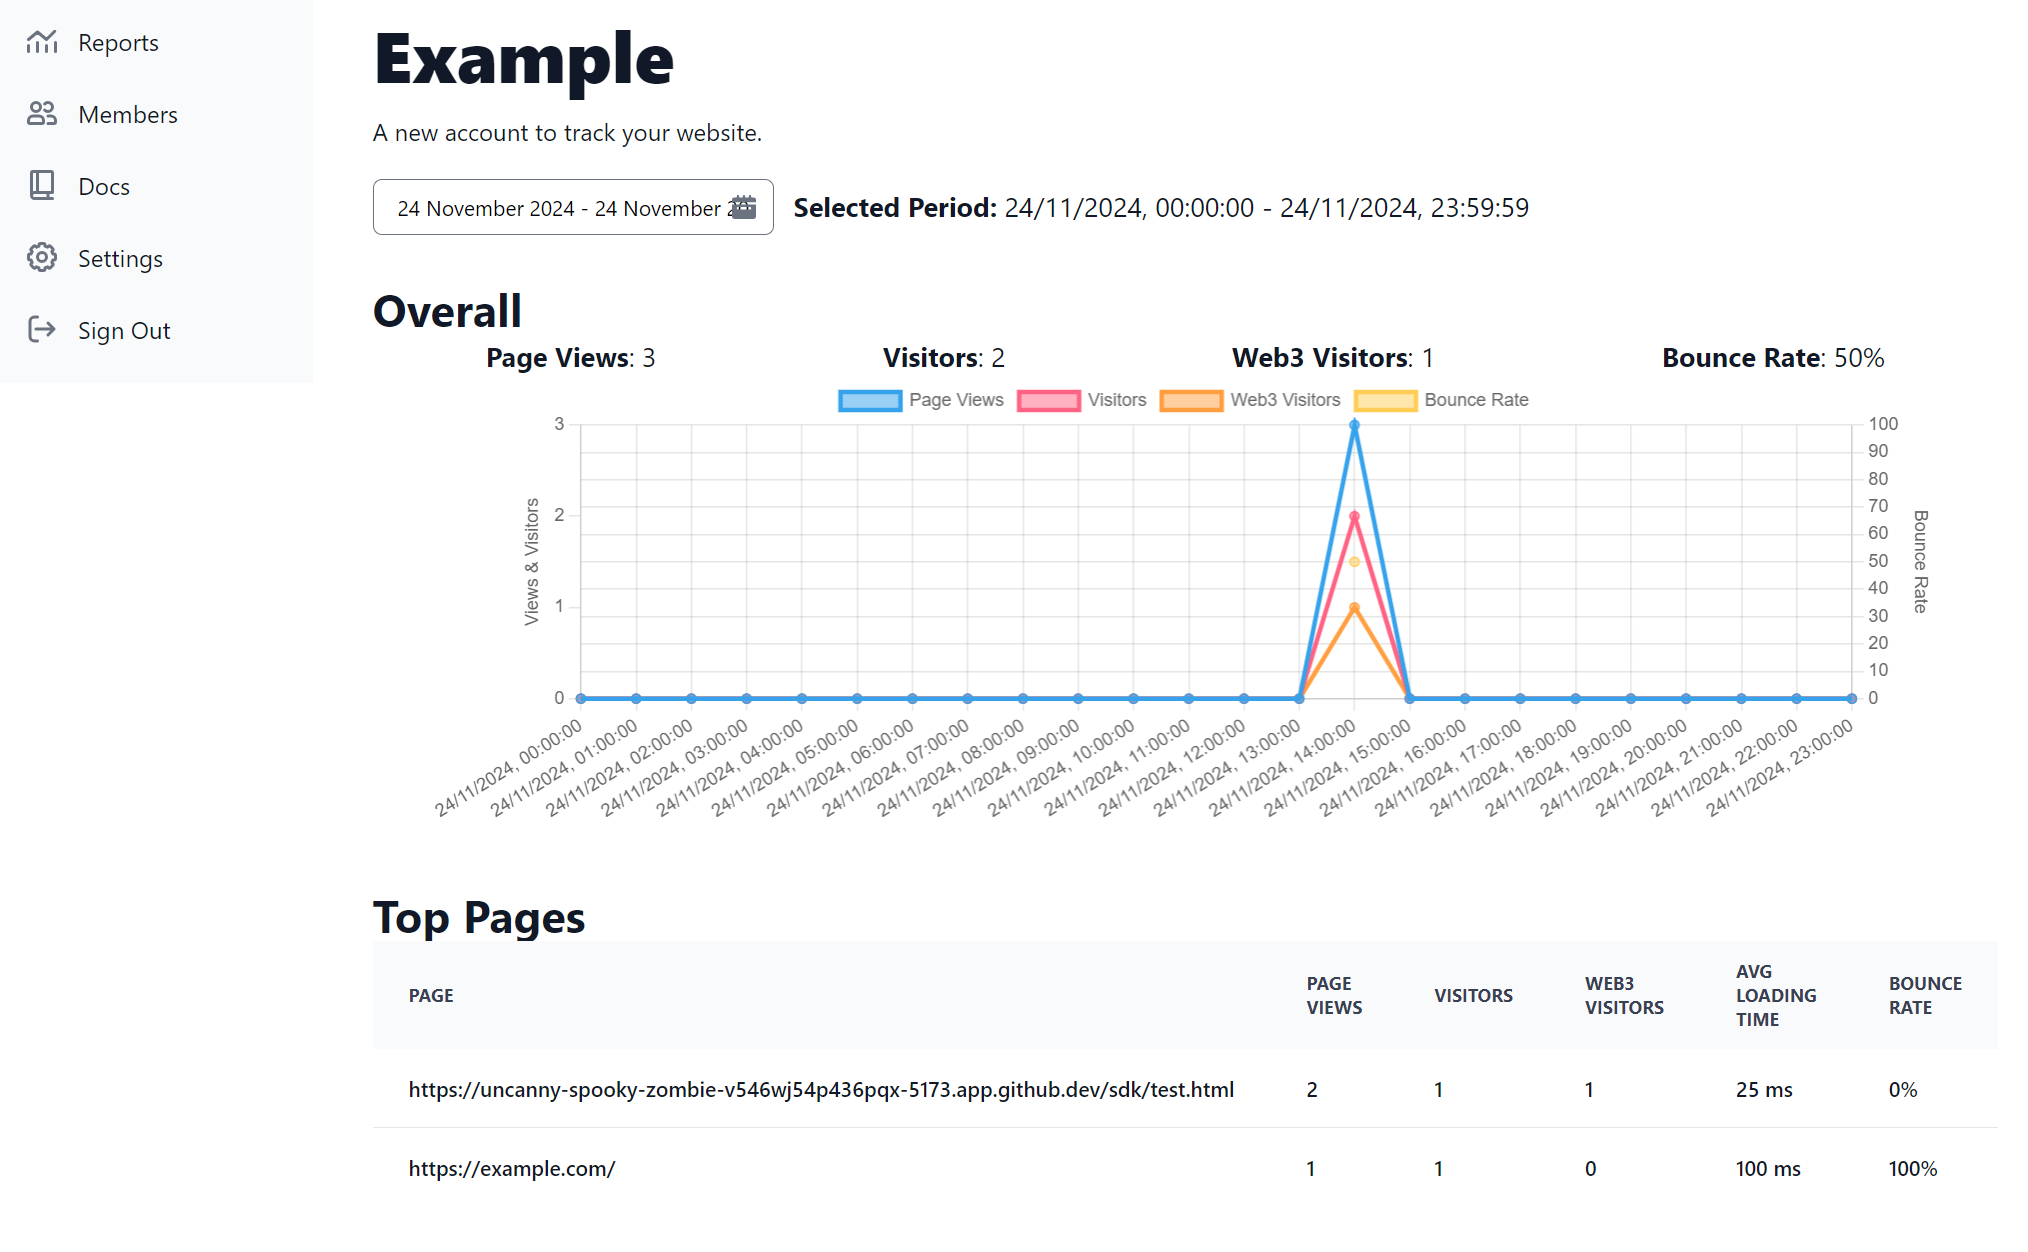 Reports
Members
Docs
Settings
Sign Out
Example
A new account to track your website.
24 November 2024 - 24 November
Selected Period: 24/11/2024, 00:00:00 - 24/11/2024, 23:59:59
Overall
Page Views: 3
Visitors: 2
Web3 Visitors: 1
Bounce Rate: 50%
Page Views
Visitors
Web3 Visitors
Bounce Rate
Views & Visitors
3
2
1
0
100
90
80
70
60
50
40
30
20
10
0
Bounce Rate
24/11/2024, 00:00:00
24/11/2024, 01:00:00
24/11/2024, 02:00:00
24/11/2024, 03:00:00
24/11/2024, 04:00:00
24/11/2024, 05:00:00
24/11/2024, 06:00:00
24/11/2024, 07:00:00
24/11/2024, 08:00:00
24/11/2024, 09:00:00
24/11/2024, 10:00:00
24/11/2024, 11:00:00
24/11/2024, 12:00:00
24/11/2024, 13:00:00
24/11/2024, 14:00:00
24/11/2024, 15:00:00
24/11/2024, 16:00:00
24/11/2024, 17:00:00
24/11/2024, 18:00:00
24/11/2024, 19:00:00
24/11/2024, 20:00:00
24/11/2024, 21:00:00
24/11/2024, 22:00:00
24/11/2024, 23:00:00
Top Pages
PAGE
PAGE VIEWS
VISITORS
WEB3 VISITORS
AVG LOADING TIME
BOUNCE RATE
https://uncanny-spooky-zombie-v546wj54p436pqx-5173.app.github.dev/sdk/test.html
2
1
1
25 ms
0%
https://example.com/
1
1
0
100 ms
100%